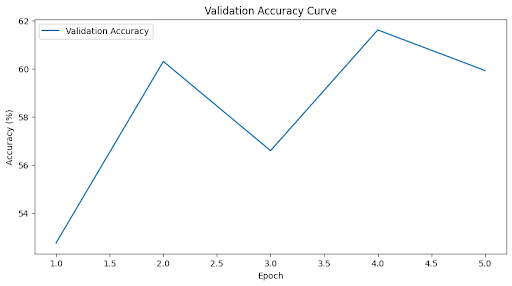 Validation Accuracy Curve
Validation Accuracy
62
60
58
56
54
Accuracy (%)
1.0 1.5 2.0 2.5 3.0 3.5 4.0 4.5 5.0
Epoch